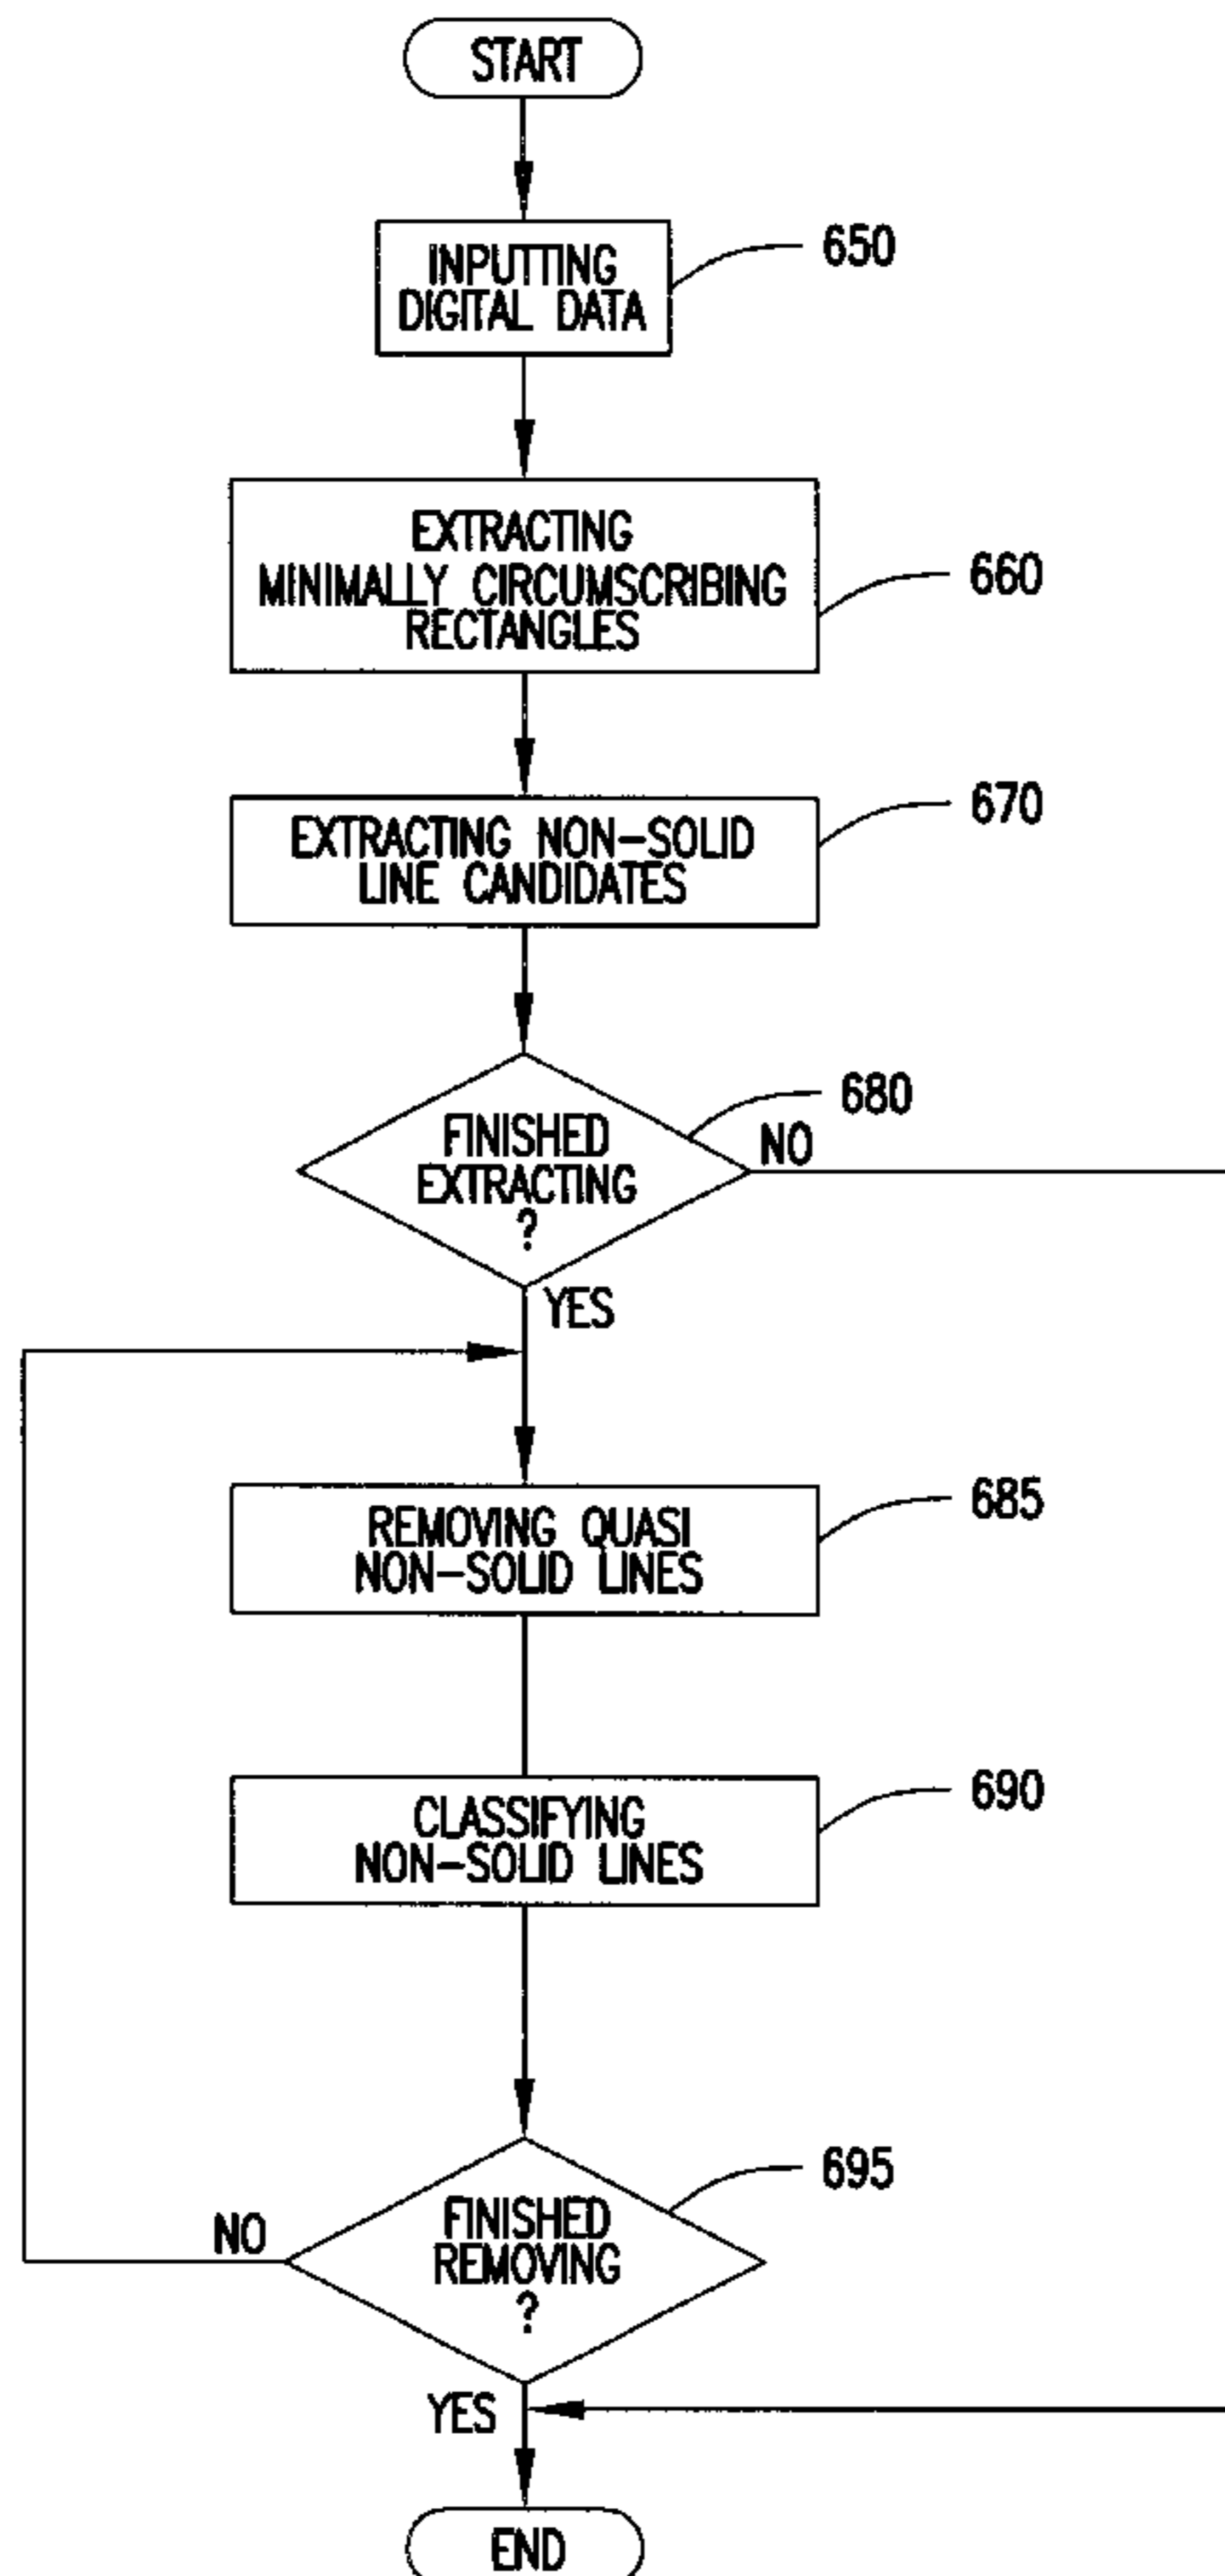 START
INPUTTING
DIGITAL DATA
650
EXTRACTING
MINIMALLY CIRCUMSCRIBING
RECTANGLES
660
EXTRACTING NON-SOLID
LINE CANDIDATES
670
FINISHED
EXTRACTING
?
680
NO
YES
REMOVING QUASI
NON-SOLID LINES
685
CLASSIFYING
NON-SOLID LINES
690
FINISHED
REMOVING
?
695
NO
YES
END